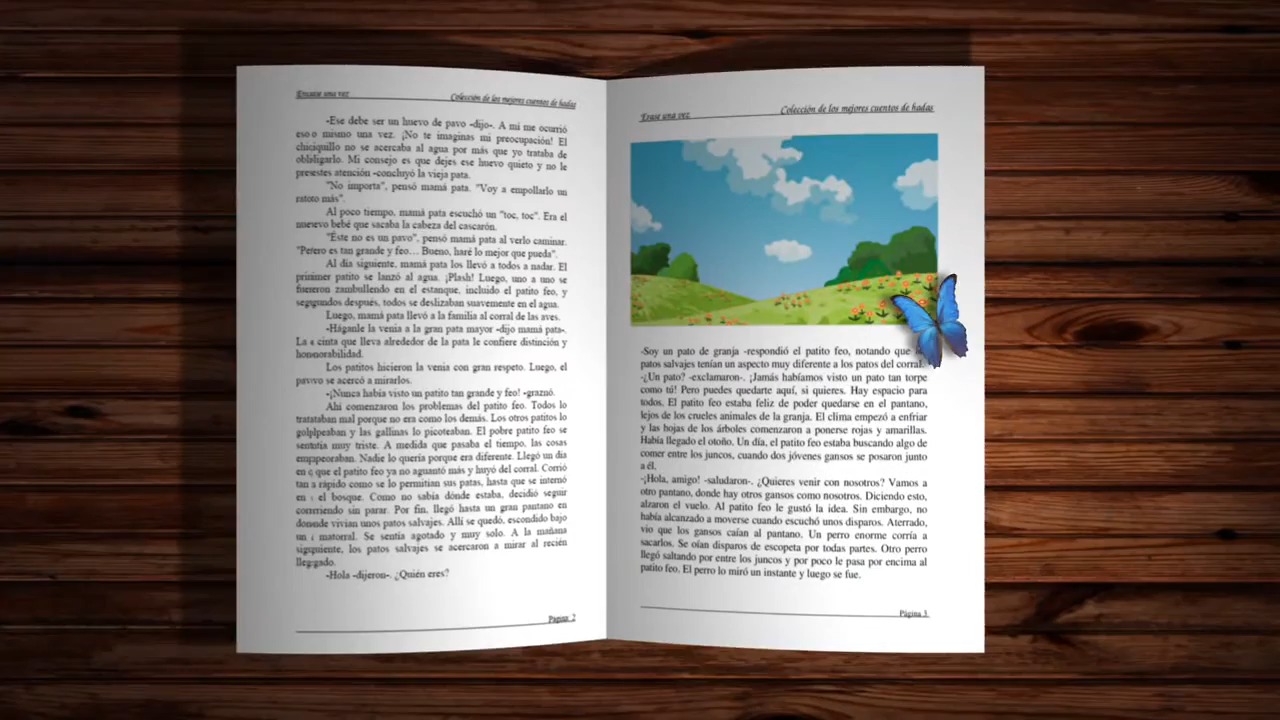 Erase una vez Colección de los mejores cuentos de hadas
-Ese debe ser un huevo de pavo -dijo-. A mi me ocurrió
eso o mismo una vez. ¡No te imaginas mi preocupación! El
chiciquillo no se acercaba al agua por más que yo trataba de
oblisligarlo. Mi consejo es que dejes ese huevo quieto y no le
presestes atención -concluyó la vieja pata.
"No importa", pensó mamá pata. "Voy a empollarlo un
ratoto más".
Al poco tiempo, mamá pata escuchó un "toc, toc". Era el
nuevo bebé que sacaba la cabeza del cascarón.
"Éste no es un pavo", pensó mamá pata al verlo caminar.
"Petero es tan grande y feo... Bueno, haré lo mejor que pueda".
Al día siguiente, mamá pata los llevó a todos a nadar. El
pririmer patito se lanzó al agua. ¡Plash! Luego, uno a uno se
fuereron zambullendo en el estanque, incluido el patito feo, y
segegundos después, todos se deslizaban suavemente en el agua.
Luego, mamá pata llevó a la familia al corral de las aves.
-Háganle la venia a la gran pata mayor -dijo mamá pata-.
La cinta que lleva alrededor de la pata le confiere distinción y
hononorabilidad.
Los patitos hicieron la venia con gran respeto. Luego, el
pavovo se acercó a mirarlos.
-¡Nunca había visto un patito tan grande y feo! -graznó.
Ahí comenzaron los problemas del patito feo. Todos lo
tratataban mal porque no era como los demás. Los otros patitos lo
golplpeaban y las gallinas lo picoteaban. El pobre patito feo se
sentitía muy triste. A medida que pasaba el tiempo, las cosas
empeoraban. Nadie lo quería porque era diferente. Llegó un día
en que el patito feo ya no aguantó más y huyó del corral. Corrió
tan rápido como se lo permitían sus patas, hasta que se internó
en el bosque. Como no sabía dónde estaba, decidió seguir
corriendo sin parar. Por fin, llegó hasta un gran pantano en
donde vivían unos patos salvajes. Allí se quedó, escondido bajo
un matorral. Se sentía agotado y muy solo. A la mañana
sigiguiente, los patos salvajes se acercaron a mirar al recién
llegegado.
-Hola -dijeron-. ¿Quién eres?
Página 2
Erase una vez Colección de los mejores cuentos de hadas
-Soy un pato de granja -respondió el patito feo, notando que
patos salvajes tenían un aspecto muy diferente a los patos del corral.
-¿Un pato? -exclamaron-. ¡Jamás habíamos visto un pato tan torpe
como tú! Pero puedes quedarte aquí, si quieres. Hay espacio para
todos. El patito feo estaba feliz de poder quedarse en el pantano,
lejos de los crueles animales de la granja. El clima empezó a enfriar
y las hojas de los árboles comenzaron a ponerse rojas y amarillas.
Había llegado el otoño. Un día, el patito feo estaba buscando algo de
comer entre los juncos, cuando dos jóvenes gansos se posaron junto
a él.
-¡Hola, amigo! -saludaron-. ¿Quieres venir con nosotros? Vamos a
otro pantano, donde hay otros gansos como nosotros. Diciendo esto,
alzaron el vuelo. Al patito feo le gustó la idea. Sin embargo, no
había alcanzado a moverse cuando escuchó unos disparos. Aterrado,
vio que los gansos caían al pantano. Un perro enorme corría a
sacarlos. Se oían disparos de escopeta por todas partes. Otro perro
llegó saltando por entre los juncos y por poco le pasa por encima al
patito feo. El perro lo miró un instante y luego se fue.
Página 3